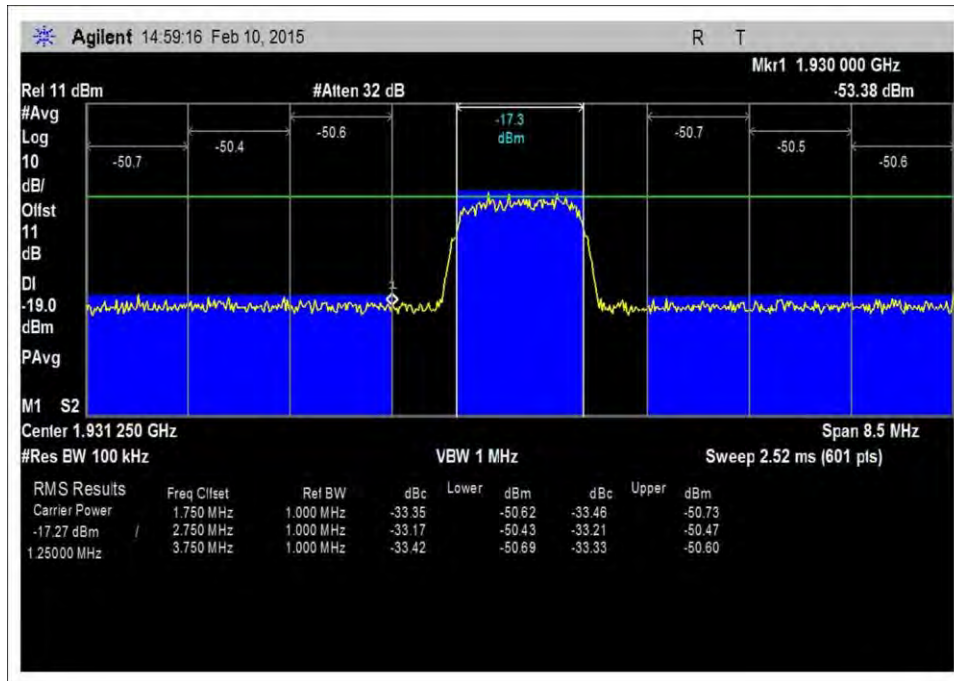 Agilent 14:59:16 Feb 10, 2015 R T
Mkr1 1.930 000 GHz
Rel 11 dBm #Atten 32 dB -53.38 dBm
#Avg
Log
10
dB/
Offst
11
dB
DI
-19.0
dBm
PAvg
M1 S2
-50.7 -50.4 -50.6 -17.3 dBm -50.7 -50.5 -50.6
1
Center 1.931 250 GHz Span 8.5 MHz
#Res BW 100 kHz VBW 1 MHz Sweep 2.52 ms (601 pts)
RMS Results Freq Clfset Ref BW dBc Lower dBm dBc Upper dBm
Carrier Power 1.750 MHz 1.000 MHz -33.35 -50.62 -33.46 -50.73
-17.27 dBm / 2.750 MHz 1.000 MHz -33.17 -50.43 -33.21 -50.47
1.25000 MHz 3.750 MHz 1.000 MHz -33.42 -50.69 -33.33 -50.60